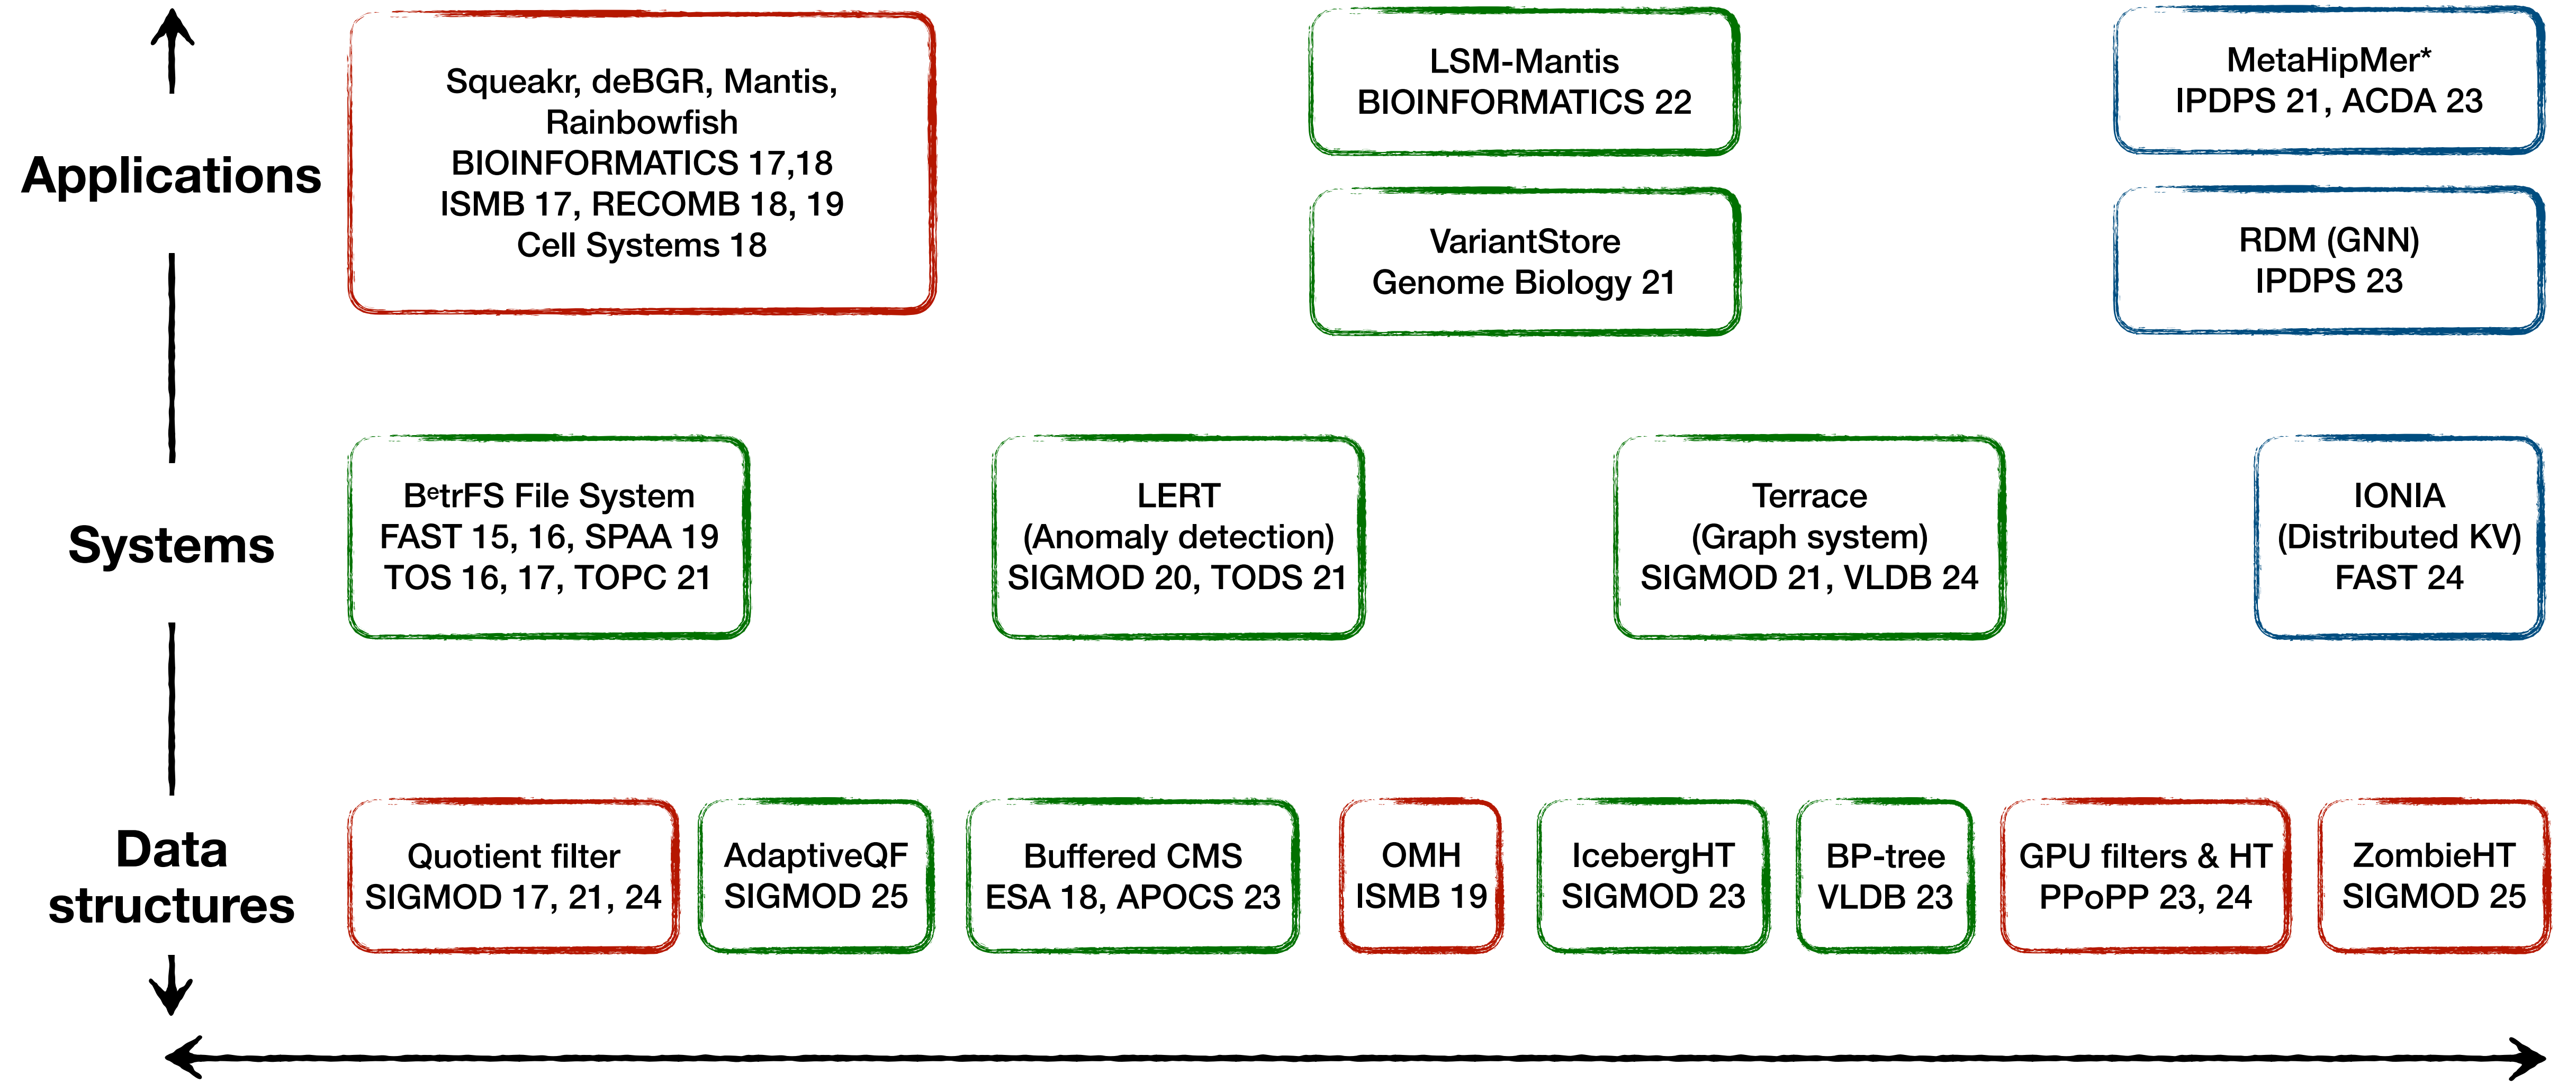 Applications
Squeakr, deBGR, Mantis,
Rainbowfish
BIOINFORMATICS 17,18
ISMB 17, RECOMB 18, 19
Cell Systems 18
LSM-Mantis
BIOINFORMATICS 22
VariantStore
Genome Biology 21
MetaHipMer*
IPDPS 21, ACDA 23
RDM (GNN)
IPDPS 23
Systems
BᵉtrFS File System
FAST 15, 16, SPAA 19
TOS 16, 17, TOPC 21
LERT
(Anomaly detection)
SIGMOD 20, TODS 21
Terrace
(Graph system)
SIGMOD 21, VLDB 24
IONIA
(Distributed KV)
FAST 24
Data
structures
Quotient filter
SIGMOD 17, 21, 24
AdaptiveQF
SIGMOD 25
Buffered CMS
ESA 18, APOCS 23
OMH
ISMB 19
IcebergHT
SIGMOD 23
BP-tree
VLDB 23
GPU filters & HT
PPoPP 23, 24
ZombieHT
SIGMOD 25